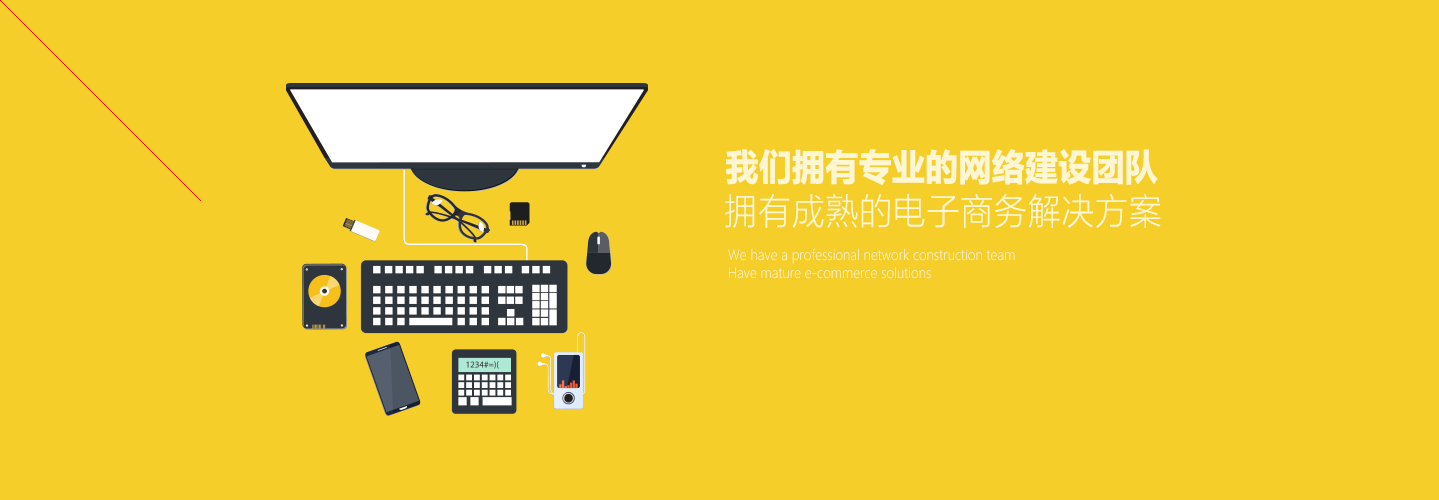 我们拥有专业的网络建设团队
拥有成熟的电子商务解决方案
We have a professional network construction team
Have mature e-commerce solutions
1234#=)(